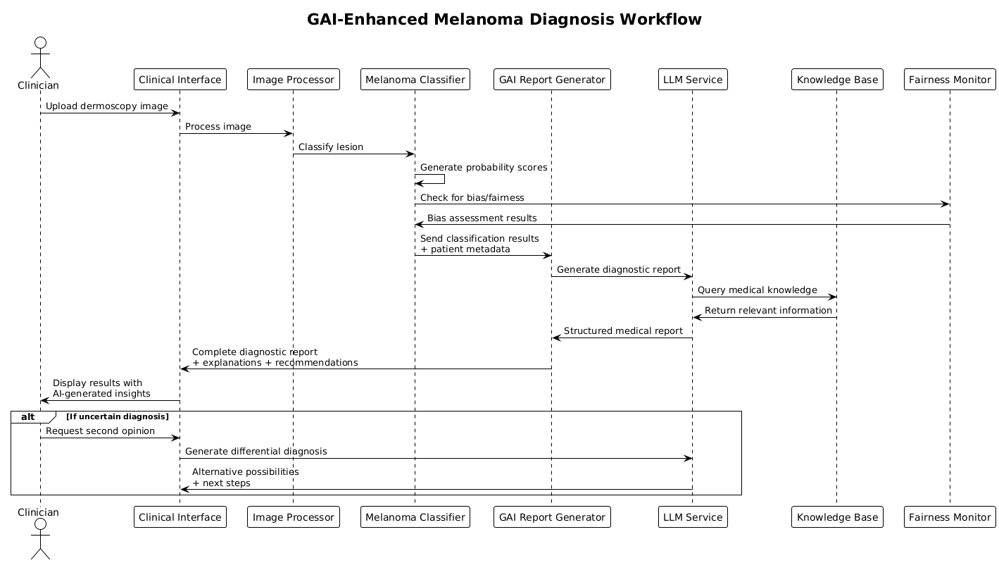 GAI-Enhanced Melanoma Diagnosis Workflow
Clinician
Clinical Interface
Image Processor
Melanoma Classifier
GAI Report Generator
LLM Service
Knowledge Base
Fairness Monitor
Upload dermoscopy image
Process image
Classify lesion
Generate probability scores
Check for bias/fairness
Bias assessment results
Send classification results
+ patient metadata
Generate diagnostic report
Query medical knowledge
Return relevant information
Structured medical report
Complete diagnostic report
+ explanations + recommendations
Display results with
AI-generated insights
alt
[If uncertain diagnosis]
Request second opinion
Generate differential diagnosis
Alternative possibilities
+ next steps
Clinician
Clinical Interface
Image Processor
Melanoma Classifier
GAI Report Generator
LLM Service
Knowledge Base
Fairness Monitor